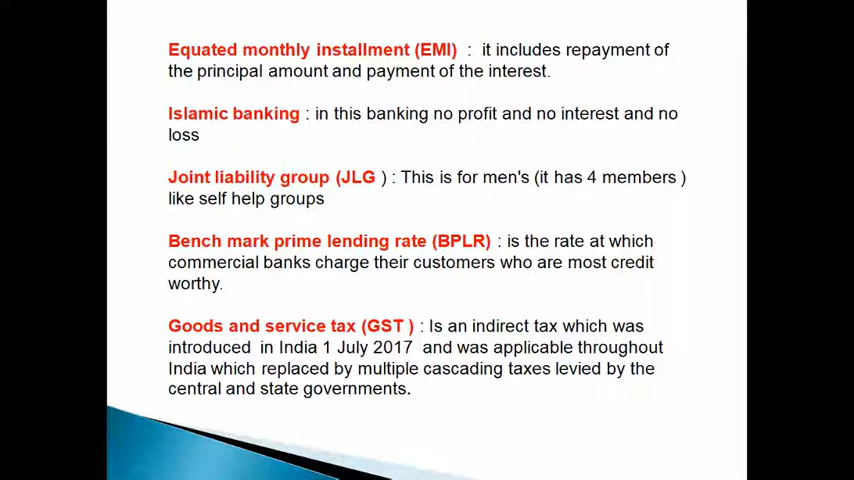 Equated monthly installment (EMI) : it includes repayment of
the principal amount and payment of the interest.
Islamic banking : in this banking no profit and no interest and no
loss
Joint liability group (JLG ) : This is for men's (it has 4 members )
like self help groups
Bench mark prime lending rate (BPLR) : is the rate at which
commercial banks charge their customers who are most credit
worthy.
Goods and service tax (GST ) : Is an indirect tax which was
introduced in India 1 July 2017 and was applicable throughout
India which replaced by multiple cascading taxes levied by the
central and state governments.